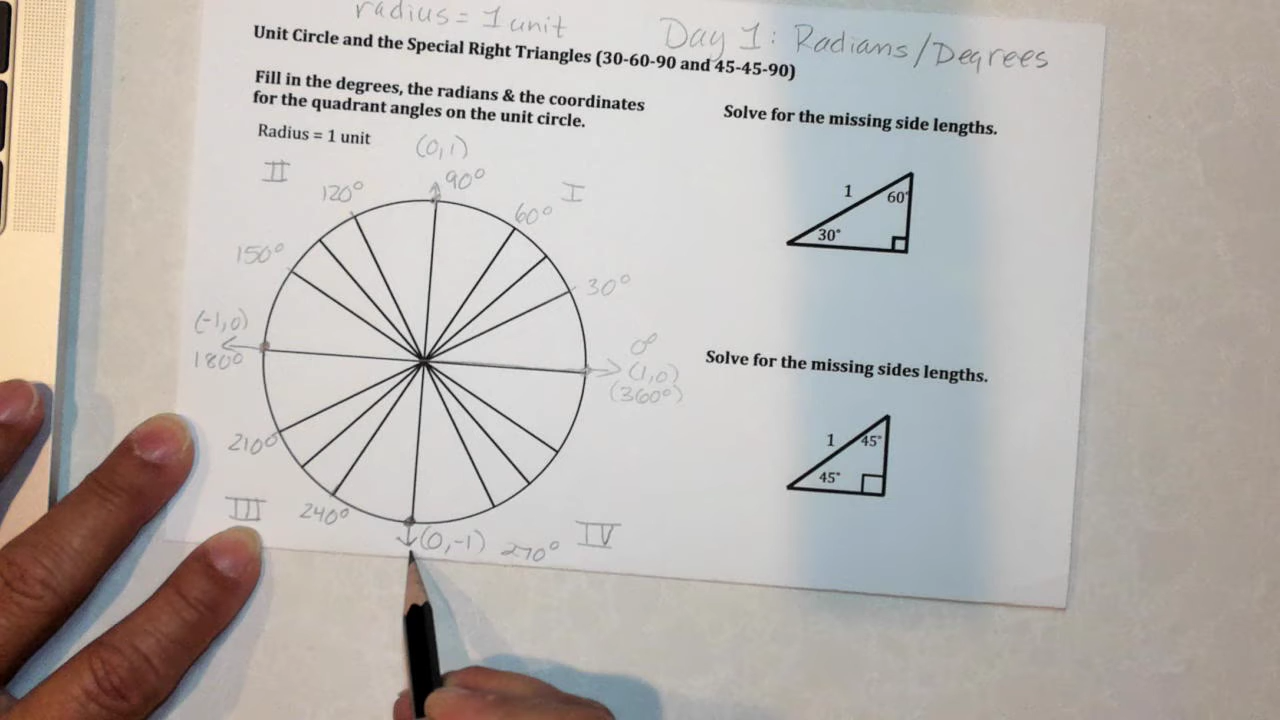 radius = 1 unit
Day 1: Radians/Degrees
Unit Circle and the Special Right Triangles (30-60-90 and 45-45-90)
Fill in the degrees, the radians & the coordinates
for the quadrant angles on the unit circle.
Radius = 1 unit
(0,1)
II
120°
90°
60°
I
150°
30°
(-1,0)
180°
0°
(1,0)
(360°)
210°
III
240°
(0,-1)
270°
IV
Solve for the missing side lengths.
1
60°
30°
Solve for the missing sides lengths.
1
45°
45°